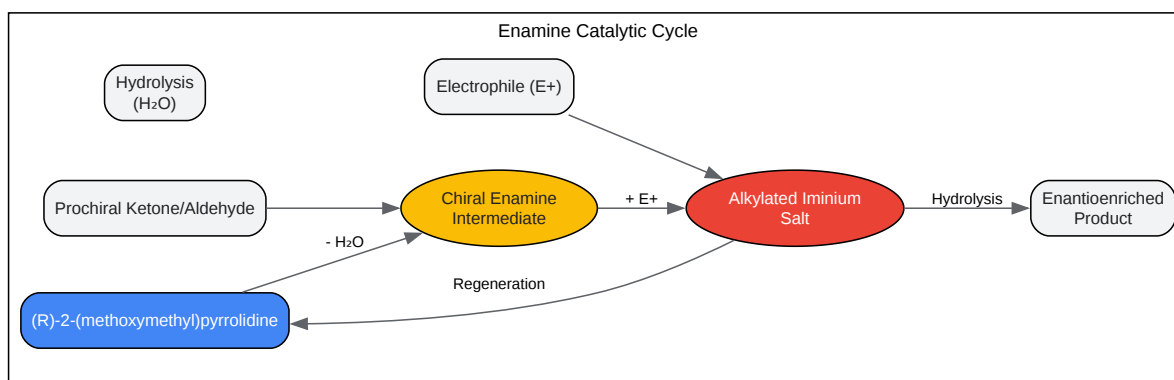 Enamine Catalytic Cycle
Hydrolysis
(H₂O)
Electrophile (E+)
Prochiral Ketone/Aldehyde
Chiral Enamine
Intermediate
+ E+
Alkylated Iminium
Salt
Hydrolysis
Enantioenriched
Product
- H₂O
Regeneration
(R)-2-(methoxymethyl)pyrrolidine